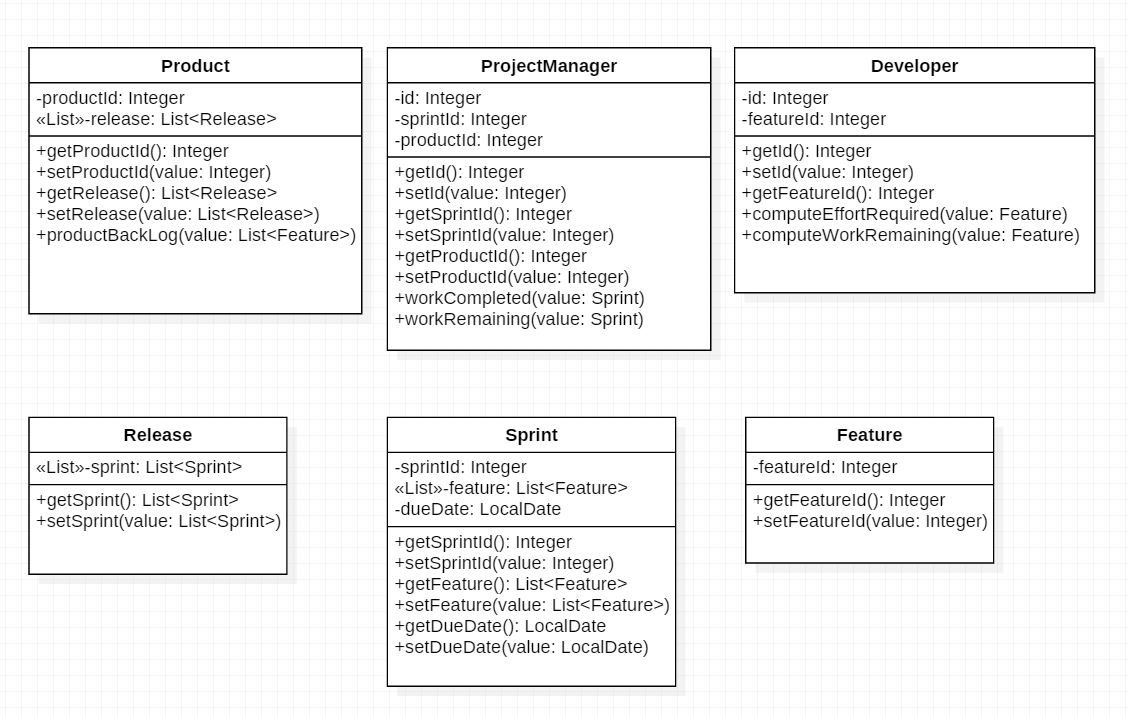 Product
-productId: Integer
«List»-release: List<Release>
+getProductId(): Integer
+setProductId(value: Integer)
+getRelease(): List<Release>
+setRelease(value: List<Release>)
+productBackLog(value: List<Feature>)
ProjectManager
-id: Integer
-sprintId: Integer
-productId: Integer
+getId(): Integer
+setId(value: Integer)
+getSprintId(): Integer
+setSprintId(value: Integer)
+getProductId(): Integer
+setProductId(value: Integer)
+workCompleted(value: Sprint)
+workRemaining(value: Sprint)
Developer
-id: Integer
-featureId: Integer
+getId(): Integer
+setId(value: Integer)
+getFeatureId(): Integer
+computeEffortRequired(value: Feature)
+computeWorkRemaining(value: Feature)
Release
«List»-sprint: List<Sprint>
+getSprint(): List<Sprint>
+setSprint(value: List<Sprint>)
Sprint
-sprintId: Integer
«List»-feature: List<Feature>
-dueDate: LocalDate
+getSprintId(): Integer
+setSprintId(value: Integer)
+getFeature(): List<Feature>
+setFeature(value: List<Feature>)
+getDueDate(): LocalDate
+setDueDate(value: LocalDate)
Feature
-featureId: Integer
+getFeatureId(): Integer
+setFeatureId(value: Integer)